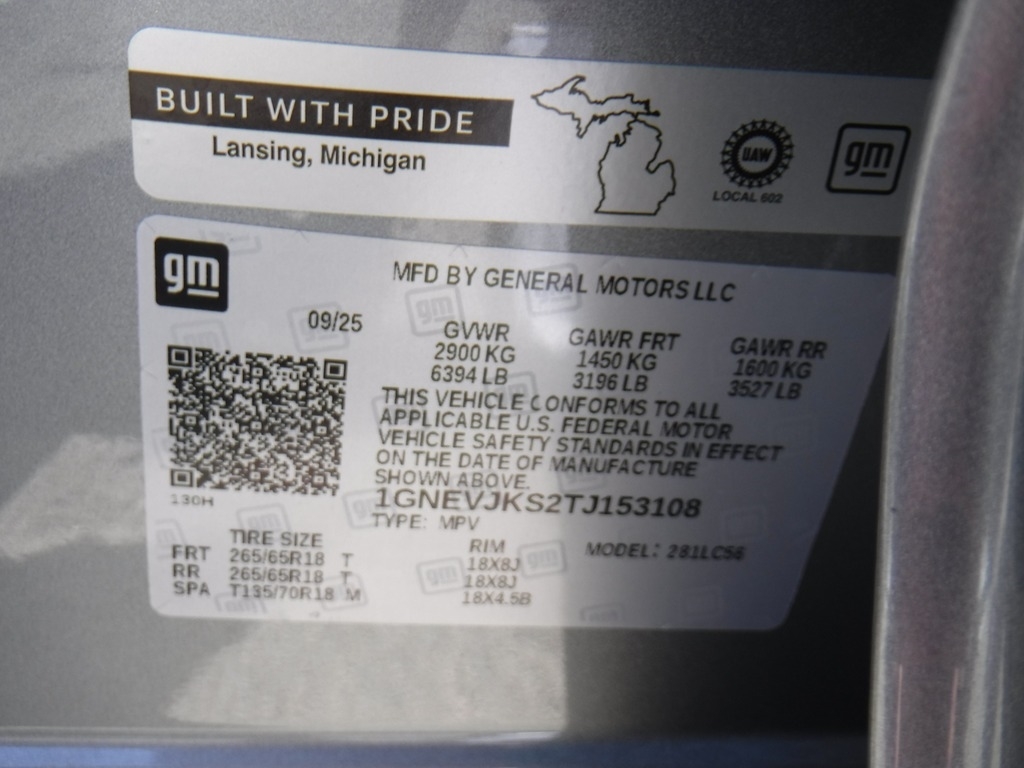 BUILT WITH PRIDE
Lansing, Michigan
UAW
LOCAL 602
gm
gm
MFD BY GENERAL MOTORS LLC
09/25
GVWR GAWR FRT GAWR RR
2900 KG 1450 KG 1600 KG
6394 LB 3196 LB 3527 LB
THIS VEHICLE CONFORMS TO ALL
APPLICABLE U.S. FEDERAL MOTOR
VEHICLE SAFETY STANDARDS IN EFFECT
ON THE DATE OF MANUFACTURE
SHOWN ABOVE.
130H
1GNEVJKS2TJ153108
TYPE: MPV
TIRE SIZE RIM MODEL: 281LC56
FRT 265/65R18 T 18X8J
RR 265/65R18 T 18X8J
SPA T135/70R18 M 18X4.5B